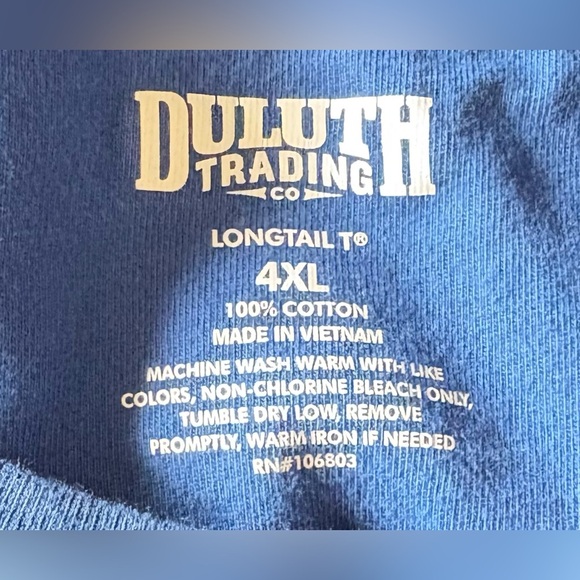 DULUTH
TRADING
CO
LONGTAIL T®
4XL
100% COTTON
MADE IN VIETNAM
MACHINE WASH WARM WITH LIKE
COLORS, NON-CHLORINE BLEACH ONLY,
TUMBLE DRY LOW, REMOVE
PROMPTLY, WARM IRON IF NEEDED
RN#106803